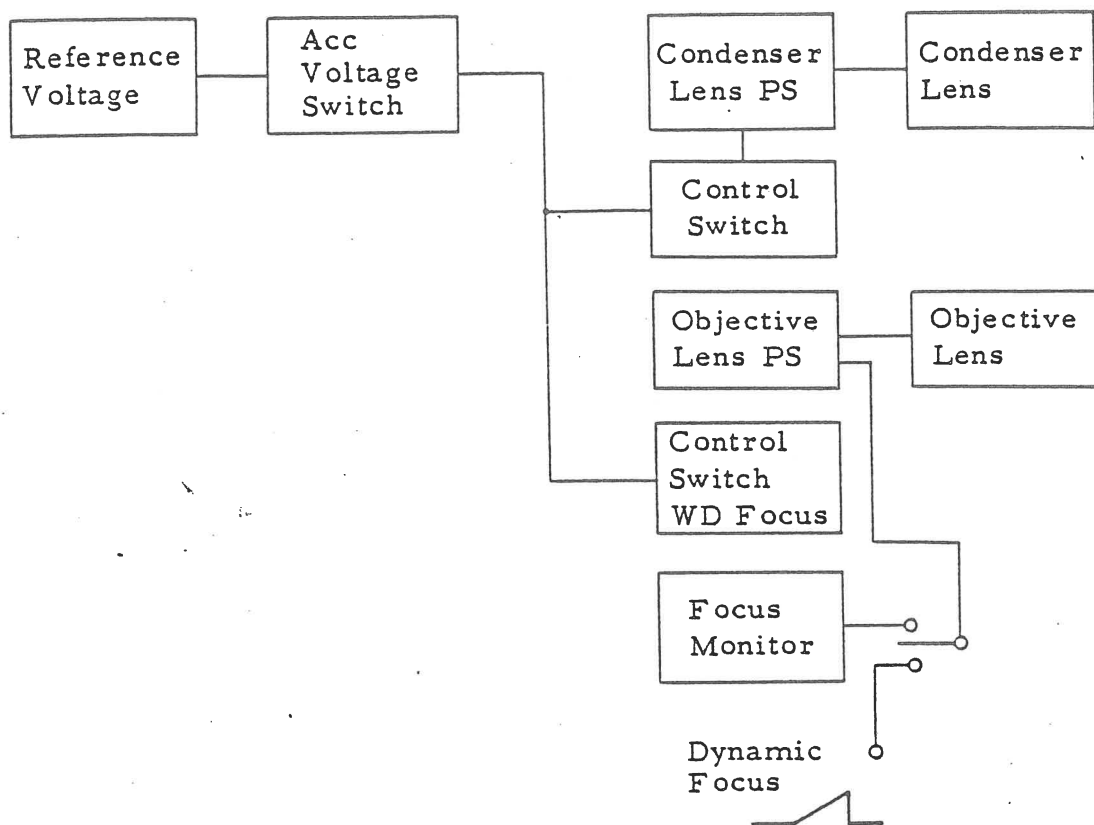 Reference
Voltage
Acc
Voltage
Switch
Condenser
Lens PS
Condenser
Lens
Control
Switch
Objective
Lens PS
Objective
Lens
Control
Switch
WD Focus
Focus
Monitor
Dynamic
Focus